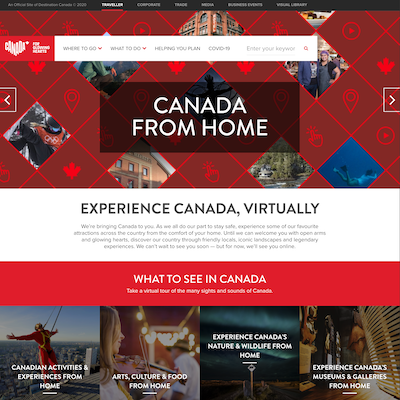 An Official Site of Destination Canada © 2020
TRAVELLER
CORPORATE
TRADE
MEDIA
BUSINESS EVENTS
VISUAL LIBRARY
CANADA
FOR
GLOWING
HEARTS
WHERE TO GO
WHAT TO DO
HELPING YOU PLAN
COVID-19
Enter your keywor
CANADA
FROM HOME
EXPERIENCE CANADA, VIRTUALLY
We're bringing Canada to you. As we all do our part to stay safe, experience some of our favourite
attractions across the country from the comfort of your home. Until we can welcome you with open arms
and glowing hearts, discover our country through friendly locals, iconic landscapes and legendary
experiences. We can't wait to see you soon — but for now, we'll see you online.
WHAT TO SEE IN CANADA
Take a virtual tour of the many sights and sounds of Canada.
CANADIAN ACTIVITIES &
EXPERIENCES FROM
HOME
ARTS, CULTURE & FOOD
FROM HOME
EXPERIENCE CANADA'S
NATURE & WILDLIFE FROM
HOME
EXPERIENCE CANADA'S
MUSEUMS & GALLERIES
FROM HOME